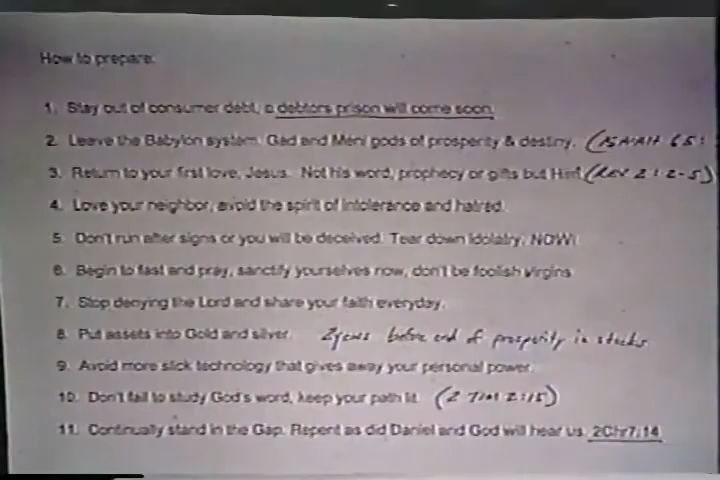 How to prepare:
1. Stay out of consumer debt, a debtors prison will come soon.
2. Leave the Babylon system. Gad and Meni gods of prosperity & destiny. (ISAIAH 65:
3. Return to your first love, Jesus. Not his word, prophecy or gifts but Him! (REV 2:2-5)
4. Love your neighbor, avoid the spirit of intolerance and hatred.
5. Don't run after signs or you will be deceived. Tear down idolatry, NOW!
6. Begin to fast and pray, sanctify yourselves now, don't be foolish virgins
7. Stop denying the Lord and share your faith everyday.
8. Put assets into Gold and silver. 2years before end of prosperity in stocks
9. Avoid more slick technology that gives away your personal power.
10. Don't fail to study God's word, keep your path lit. (2 TIM 2:15)
11. Continually stand in the Gap. Repent as did Daniel and God will hear us. 2Chr7:14